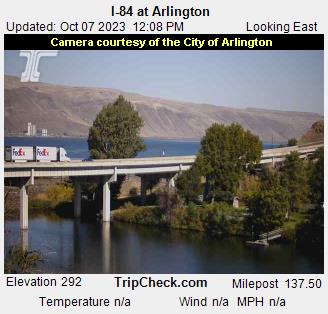 I-84 at Arlington
Updated: Oct 07 2023 12:08 PM Looking East
Camera courtesy of the City of Arlington
FedEx FedEx
Elevation 292 TripCheck.com Milepost 137.50
Temperature n/a Wind n/a MPH n/a